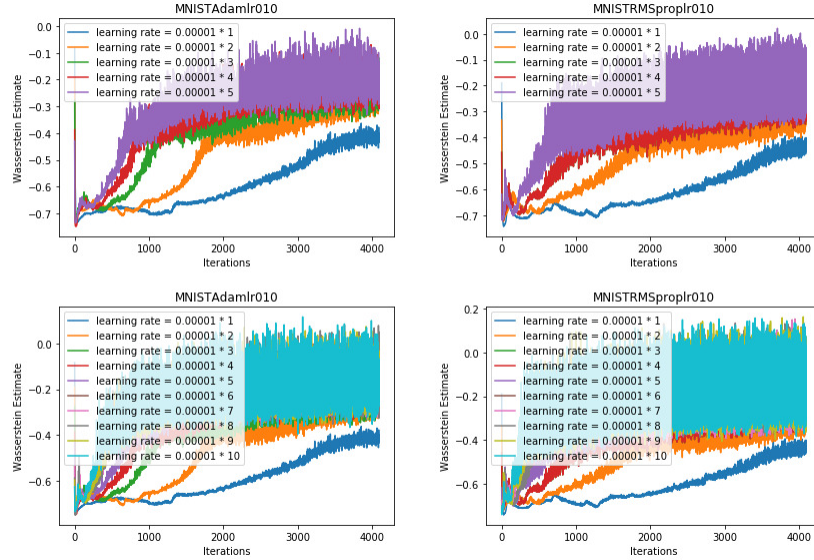 MNISTAdamlr010
learning rate = 0.00001 * 1
learning rate = 0.00001 * 2
learning rate = 0.00001 * 3
learning rate = 0.00001 * 4
learning rate = 0.00001 * 5
Wasserstein Estimate
0.0
−0.1
−0.2
−0.3
−0.4
−0.5
−0.6
−0.7
0 1000 2000 3000 4000
Iterations
MNISTRMSproplr010
learning rate = 0.00001 * 1
learning rate = 0.00001 * 2
learning rate = 0.00001 * 3
learning rate = 0.00001 * 4
learning rate = 0.00001 * 5
Wasserstein Estimate
0.0
−0.1
−0.2
−0.3
−0.4
−0.5
−0.6
−0.7
0 1000 2000 3000 4000
Iterations
MNISTAdamlr010
learning rate = 0.00001 * 1
learning rate = 0.00001 * 2
learning rate = 0.00001 * 3
learning rate = 0.00001 * 4
learning rate = 0.00001 * 5
learning rate = 0.00001 * 6
learning rate = 0.00001 * 7
learning rate = 0.00001 * 8
learning rate = 0.00001 * 9
learning rate = 0.00001 * 10
Wasserstein Estimate
0.0
−0.2
−0.4
−0.6
0 1000 2000 3000 4000
Iterations
MNISTRMSproplr010
learning rate = 0.00001 * 1
learning rate = 0.00001 * 2
learning rate = 0.00001 * 3
learning rate = 0.00001 * 4
learning rate = 0.00001 * 5
learning rate = 0.00001 * 6
learning rate = 0.00001 * 7
learning rate = 0.00001 * 8
learning rate = 0.00001 * 9
learning rate = 0.00001 * 10
Wasserstein Estimate
0.2
0.0
−0.2
−0.4
−0.6
0 1000 2000 3000 4000
Iterations